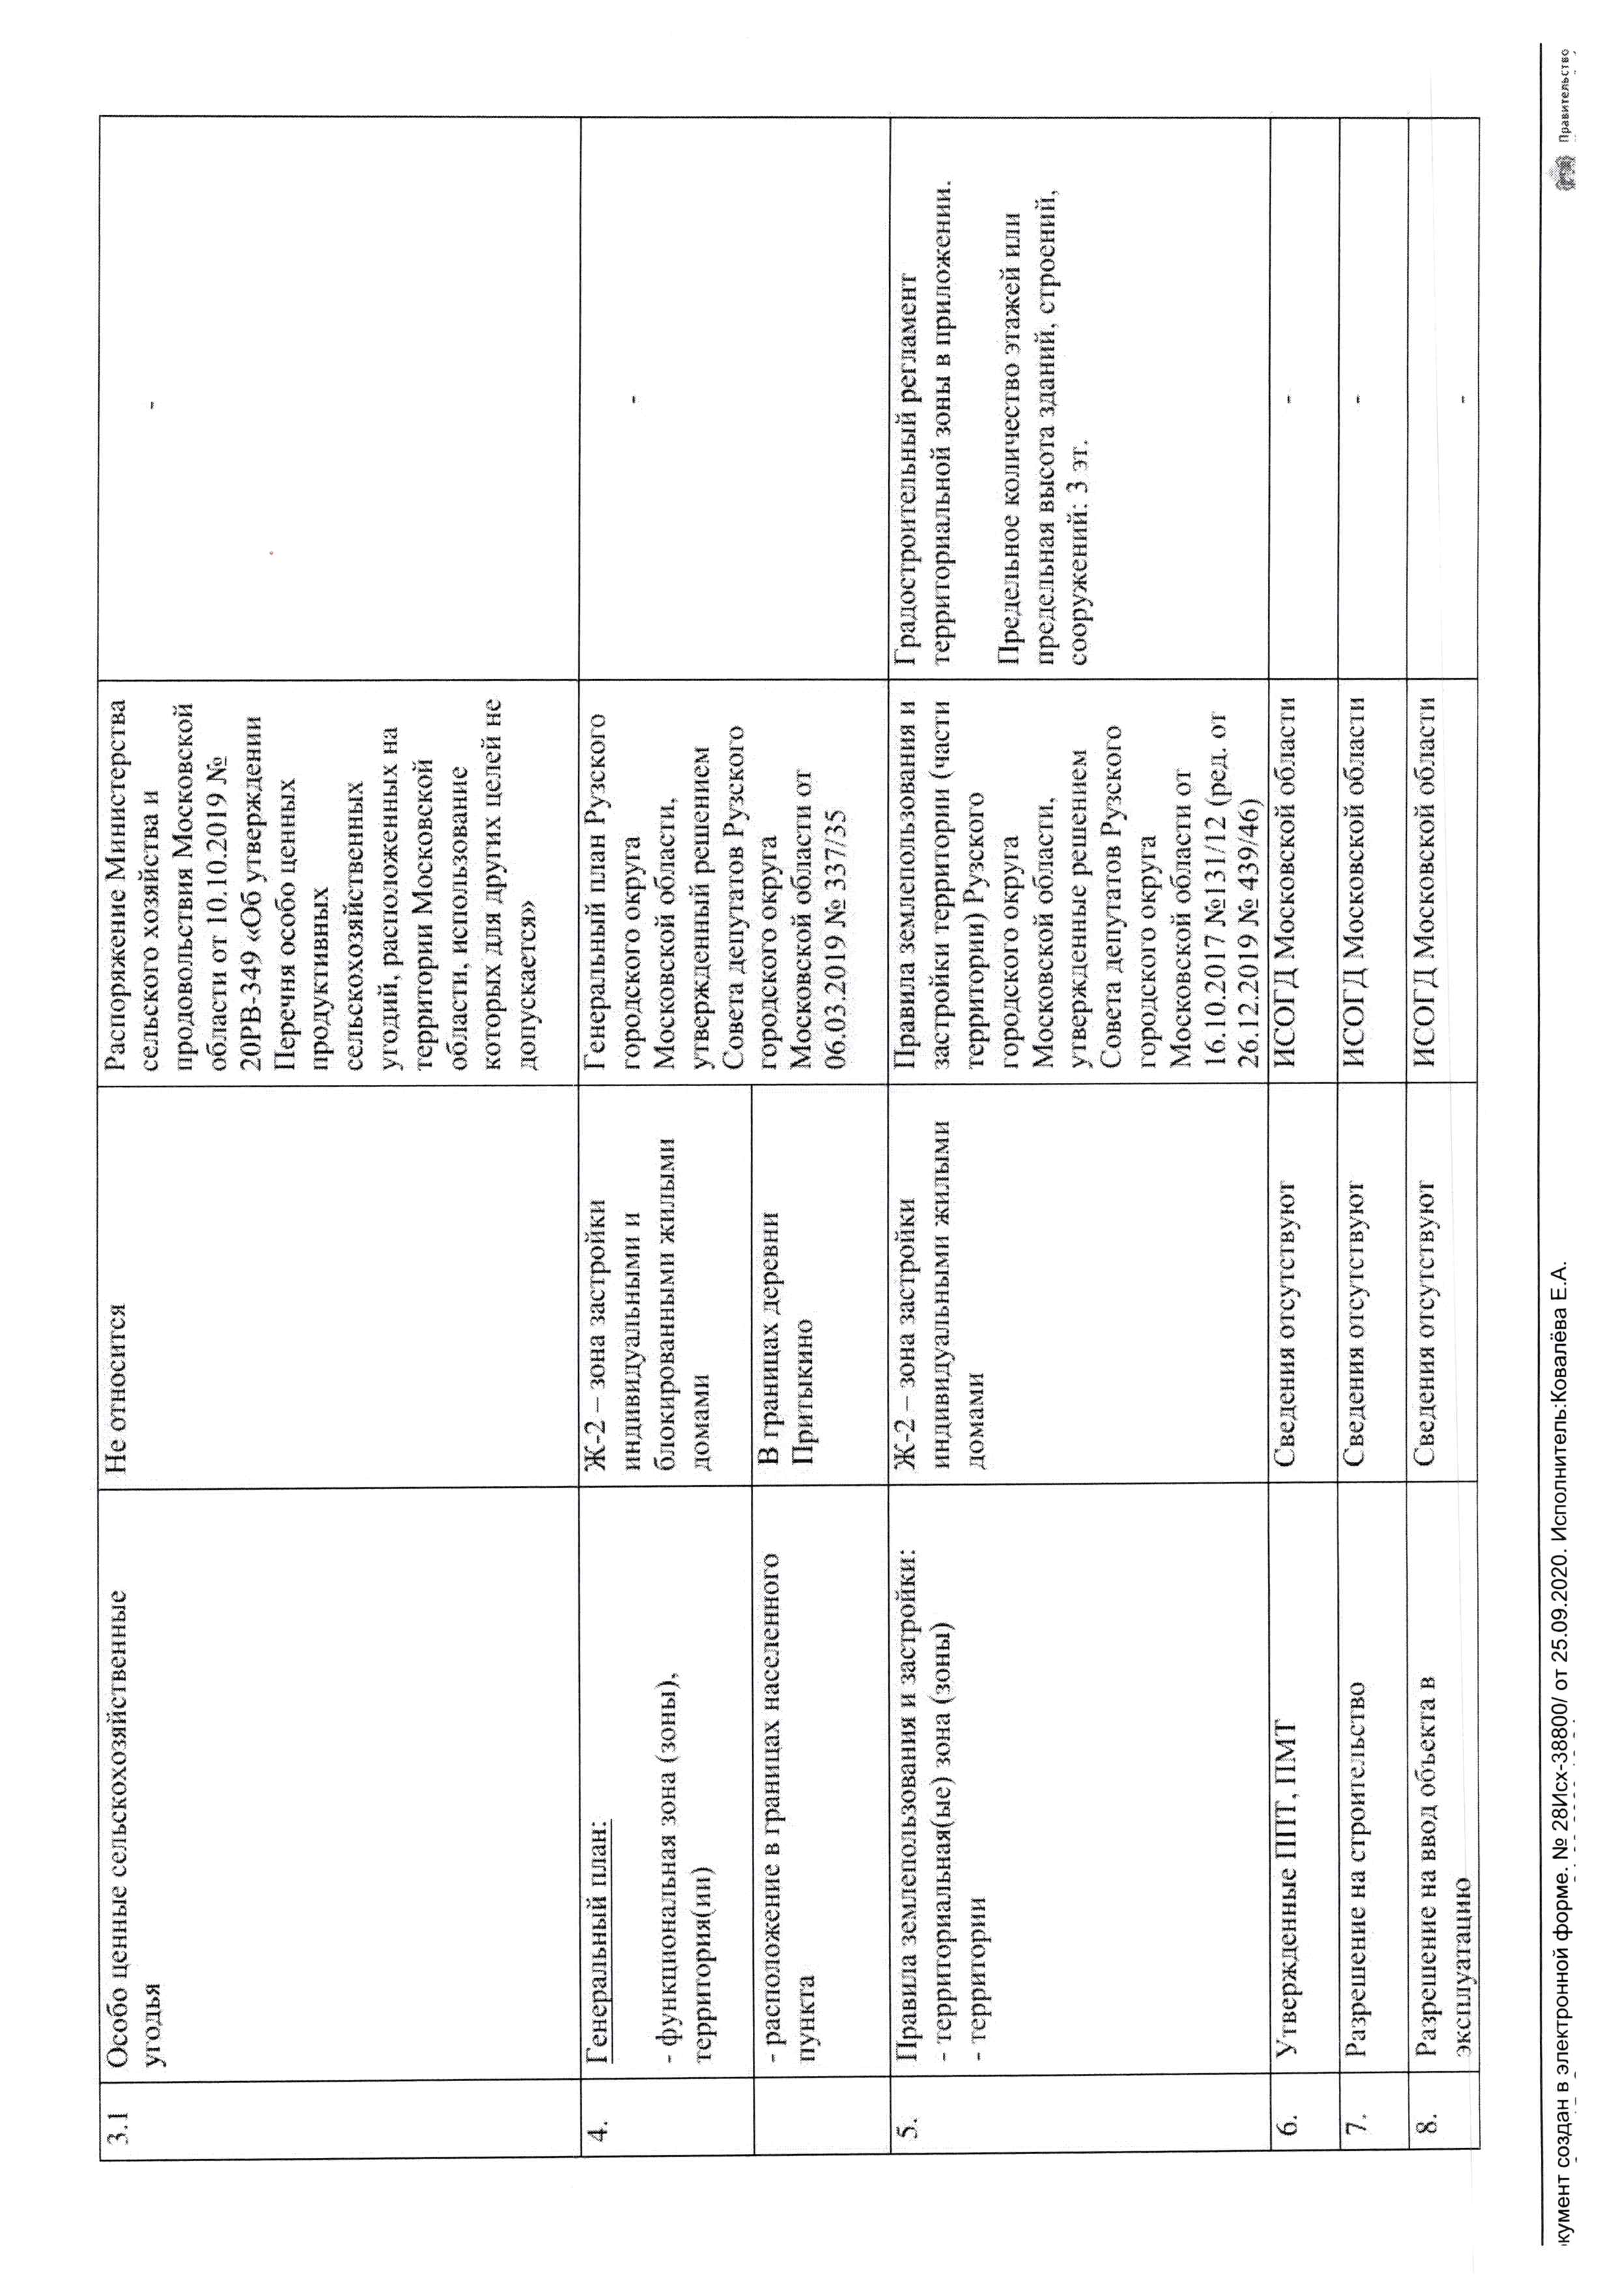 3.1
Особо ценные сельскохозяйственные
угодья
Не относится
Распоряжение Министерства
сельского хозяйства и
продовольствия Московской
области от 10.10.2019 №
20РВ-349 «Об утверждении
Перечня особо ценных
продуктивных
сельскохозяйственных
угодий, расположенных на
территории Московской
области, использование
которых для других целей не
допускается»
-
4.
Генеральный план:
- функциональная зона (зоны),
территория(ии)
Ж-2 – зона застройки
индивидуальными и
блокированными жилыми
домами
Генеральный план Рузского
городского округа
Московской области,
утвержденный решением
Совета депутатов Рузского
городского округа
Московской области от
06.03.2019 № 337/35
-
- расположение в границах населенного
пункта
В границах деревни
Притыкино
5.
Правила землепользования и застройки:
- территориальная(ые) зона (зоны)
- территории
Ж-2 – зона застройки
индивидуальными жилыми
домами
Правила землепользования и
застройки территории (части
территории) Рузского
городского округа
Московской области,
утвержденные решением
Совета депутатов Рузского
городского округа
Московской области от
16.10.2017 №131/12 (ред. от
26.12.2019 № 439/46)
Градостроительный регламент
территориальной зоны в приложении.
Предельное количество этажей или
предельная высота зданий, строений,
сооружений: 3 эт.
6.
Утвержденные ППТ, ПМТ
Сведения отсутствуют
ИСОГД Московской области
-
7.
Разрешение на строительство
Сведения отсутствуют
ИСОГД Московской области
-
8.
Разрешение на ввод объекта в
эксплуатацию
Сведения отсутствуют
ИСОГД Московской области
-
кумент создан в электронной форме. № 28Исх-38800/ от 25.09.2020. Исполнитель:Ковалёва Е.А.
Правительство